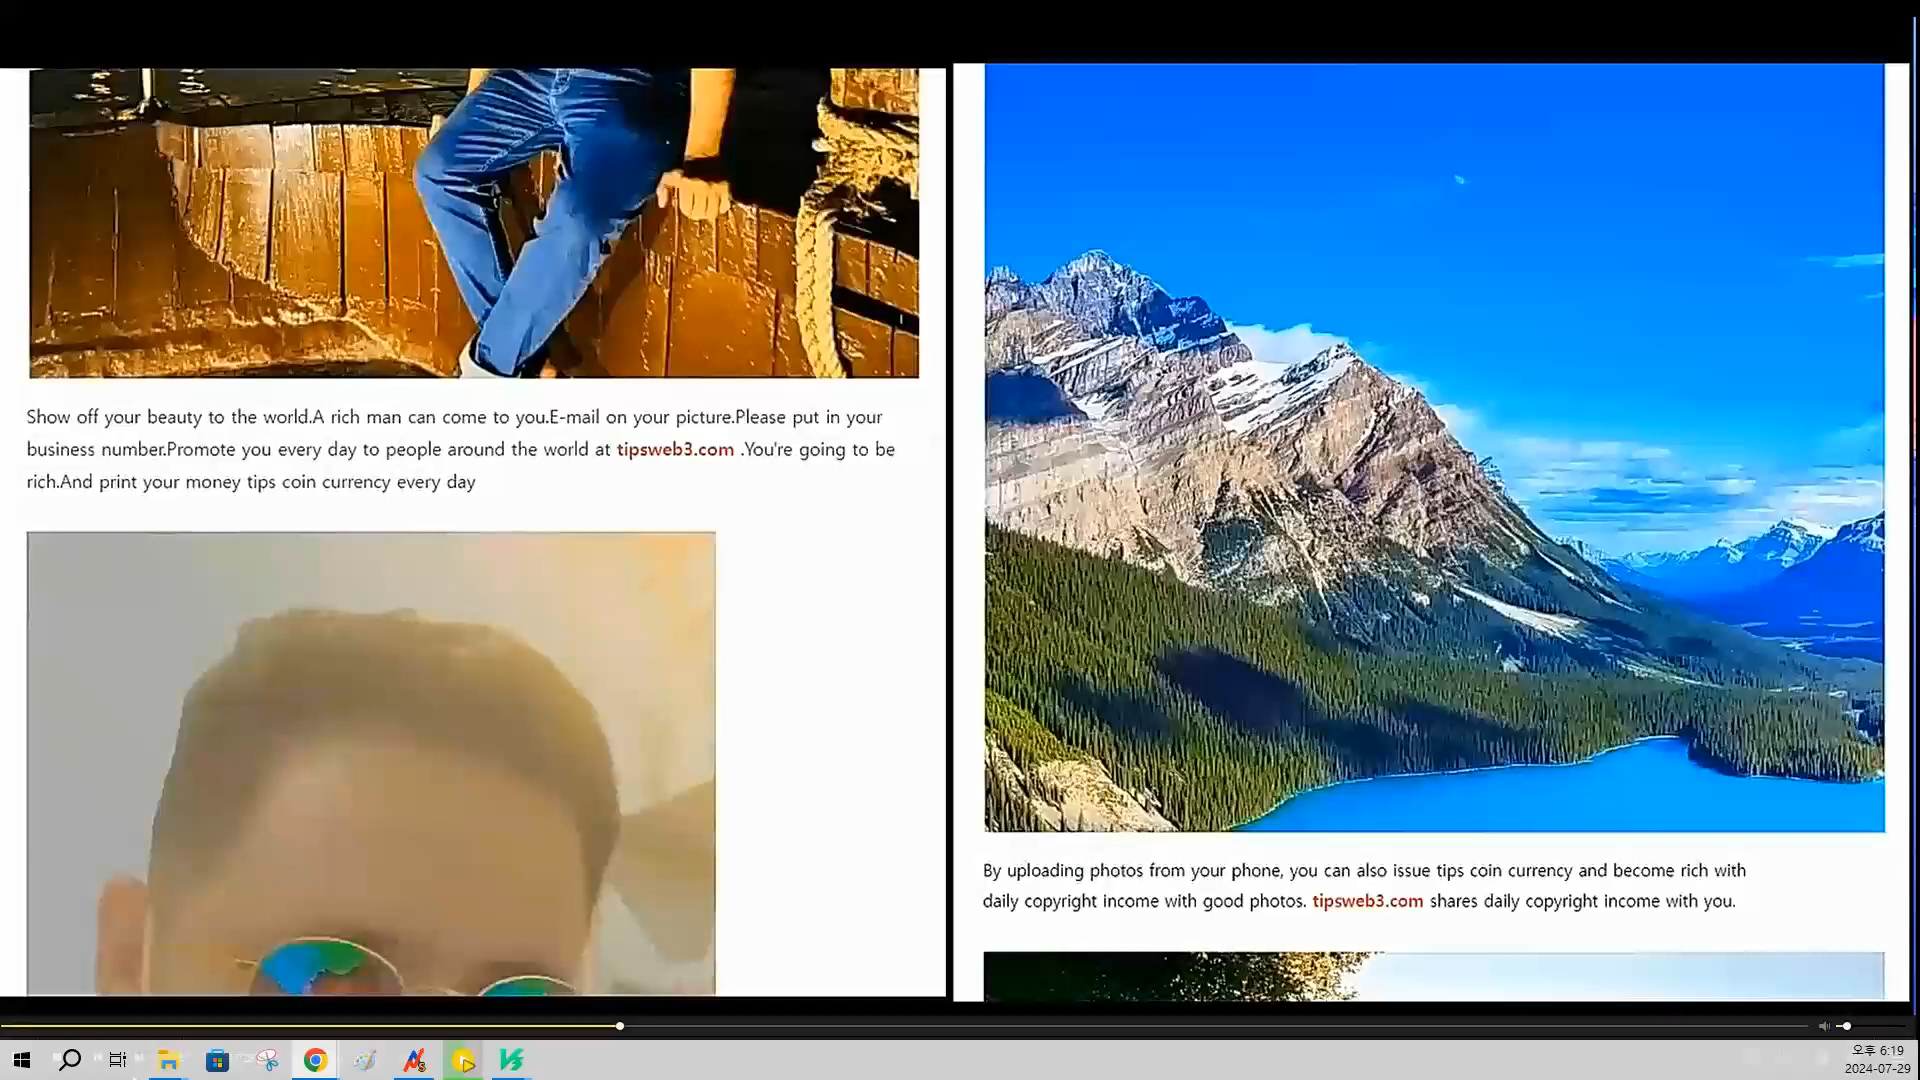 Show off your beauty to the world.A rich man can come to you.E-mail on your picture.Please put in your
business number.Promote you every day to people around the world at tipsweb3.com .You're going to be
rich.And print your money tips coin currency every day
By uploading photos from your phone, you can also issue tips coin currency and become rich with
daily copyright income with good photos. tipsweb3.com shares daily copyright income with you.
오후 6:19
2024-07-29